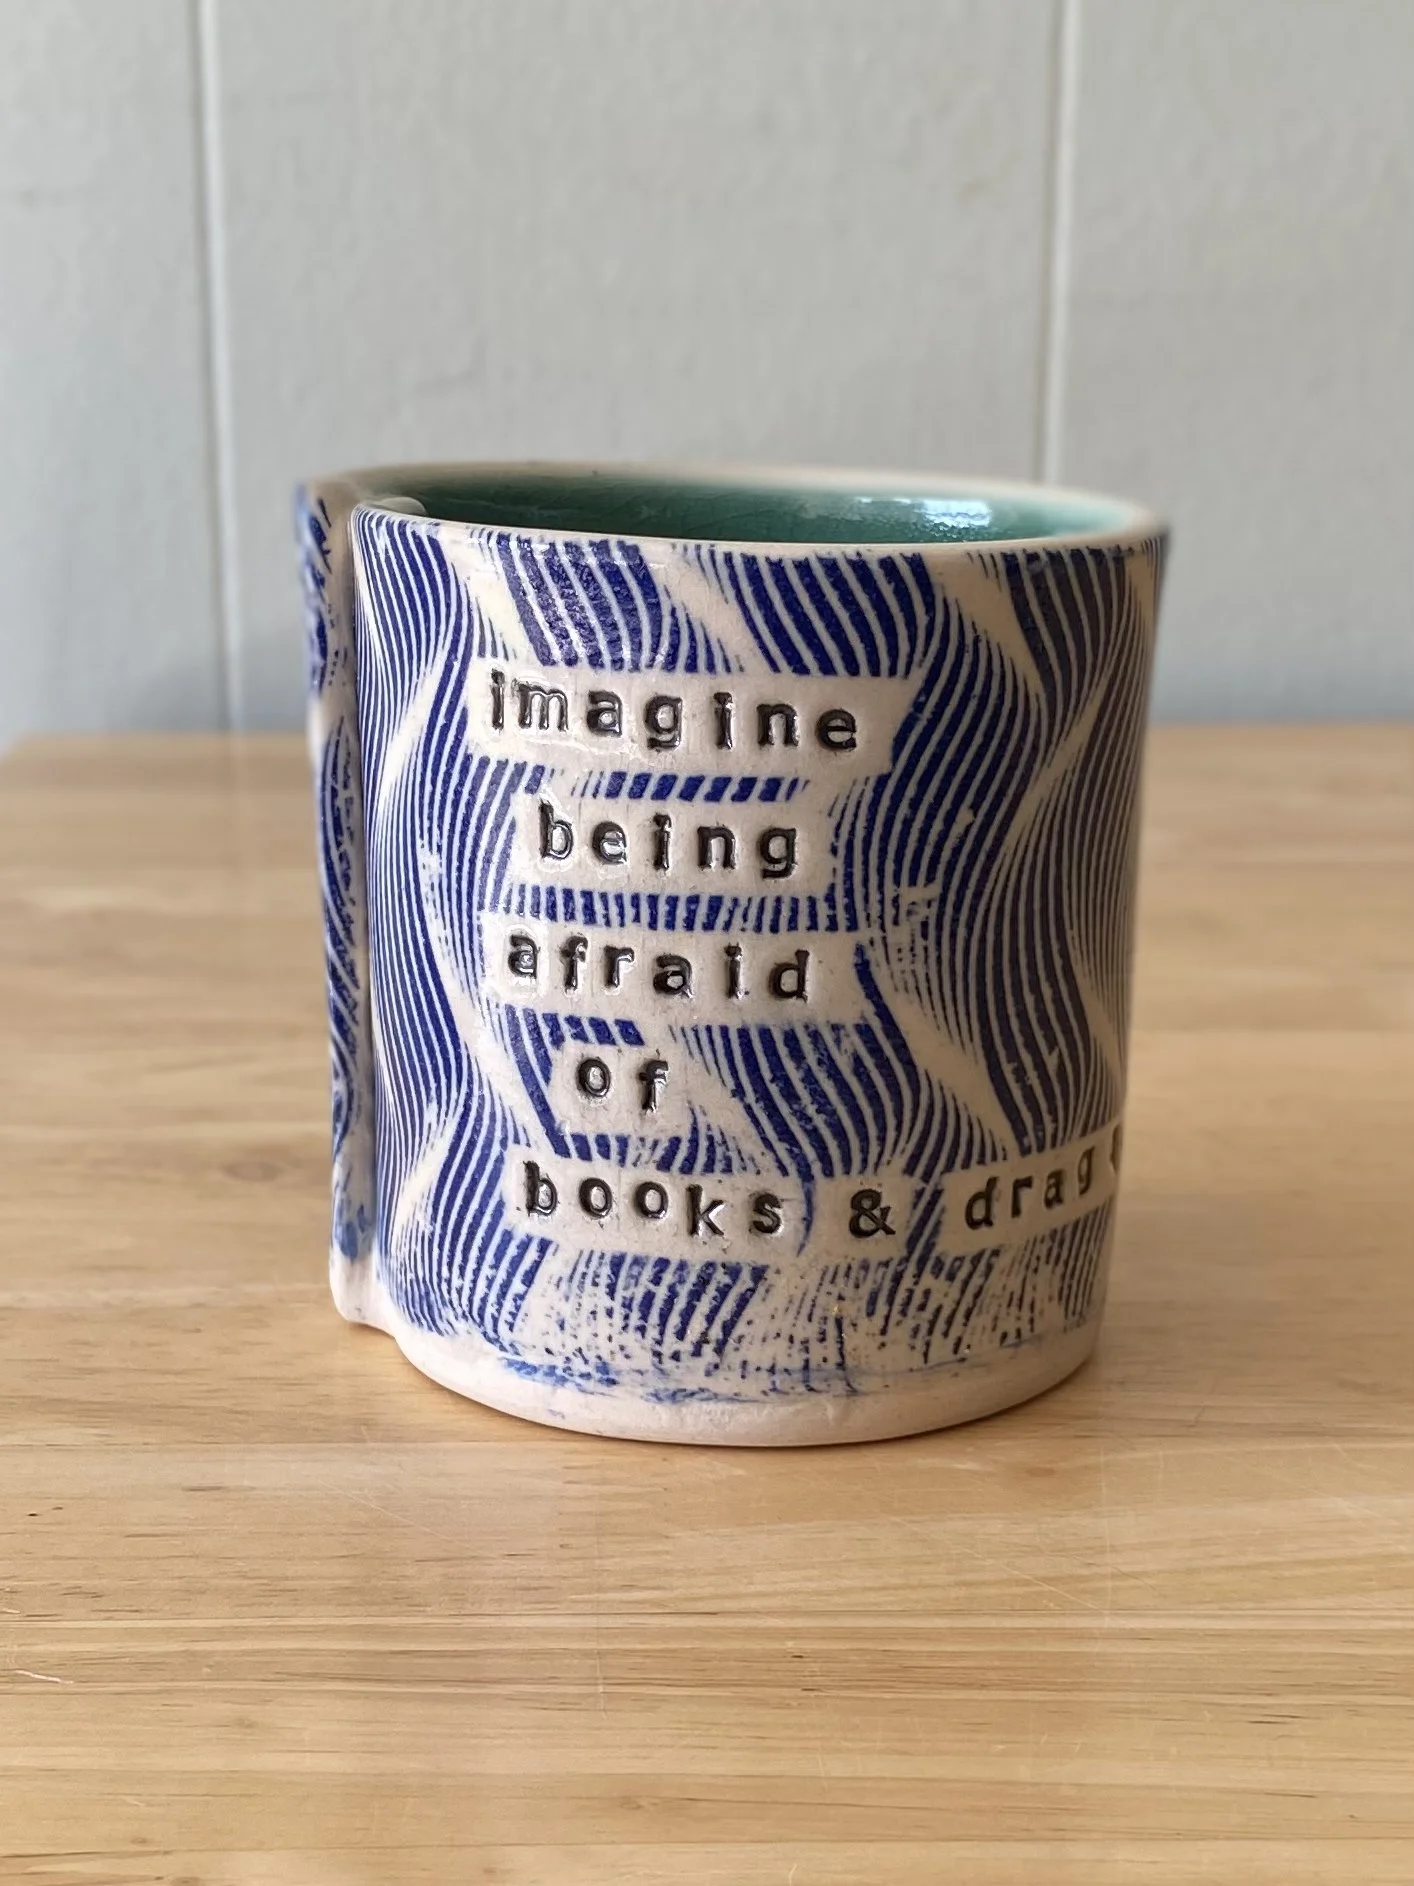 imagine
being
afraid
of
books & drag